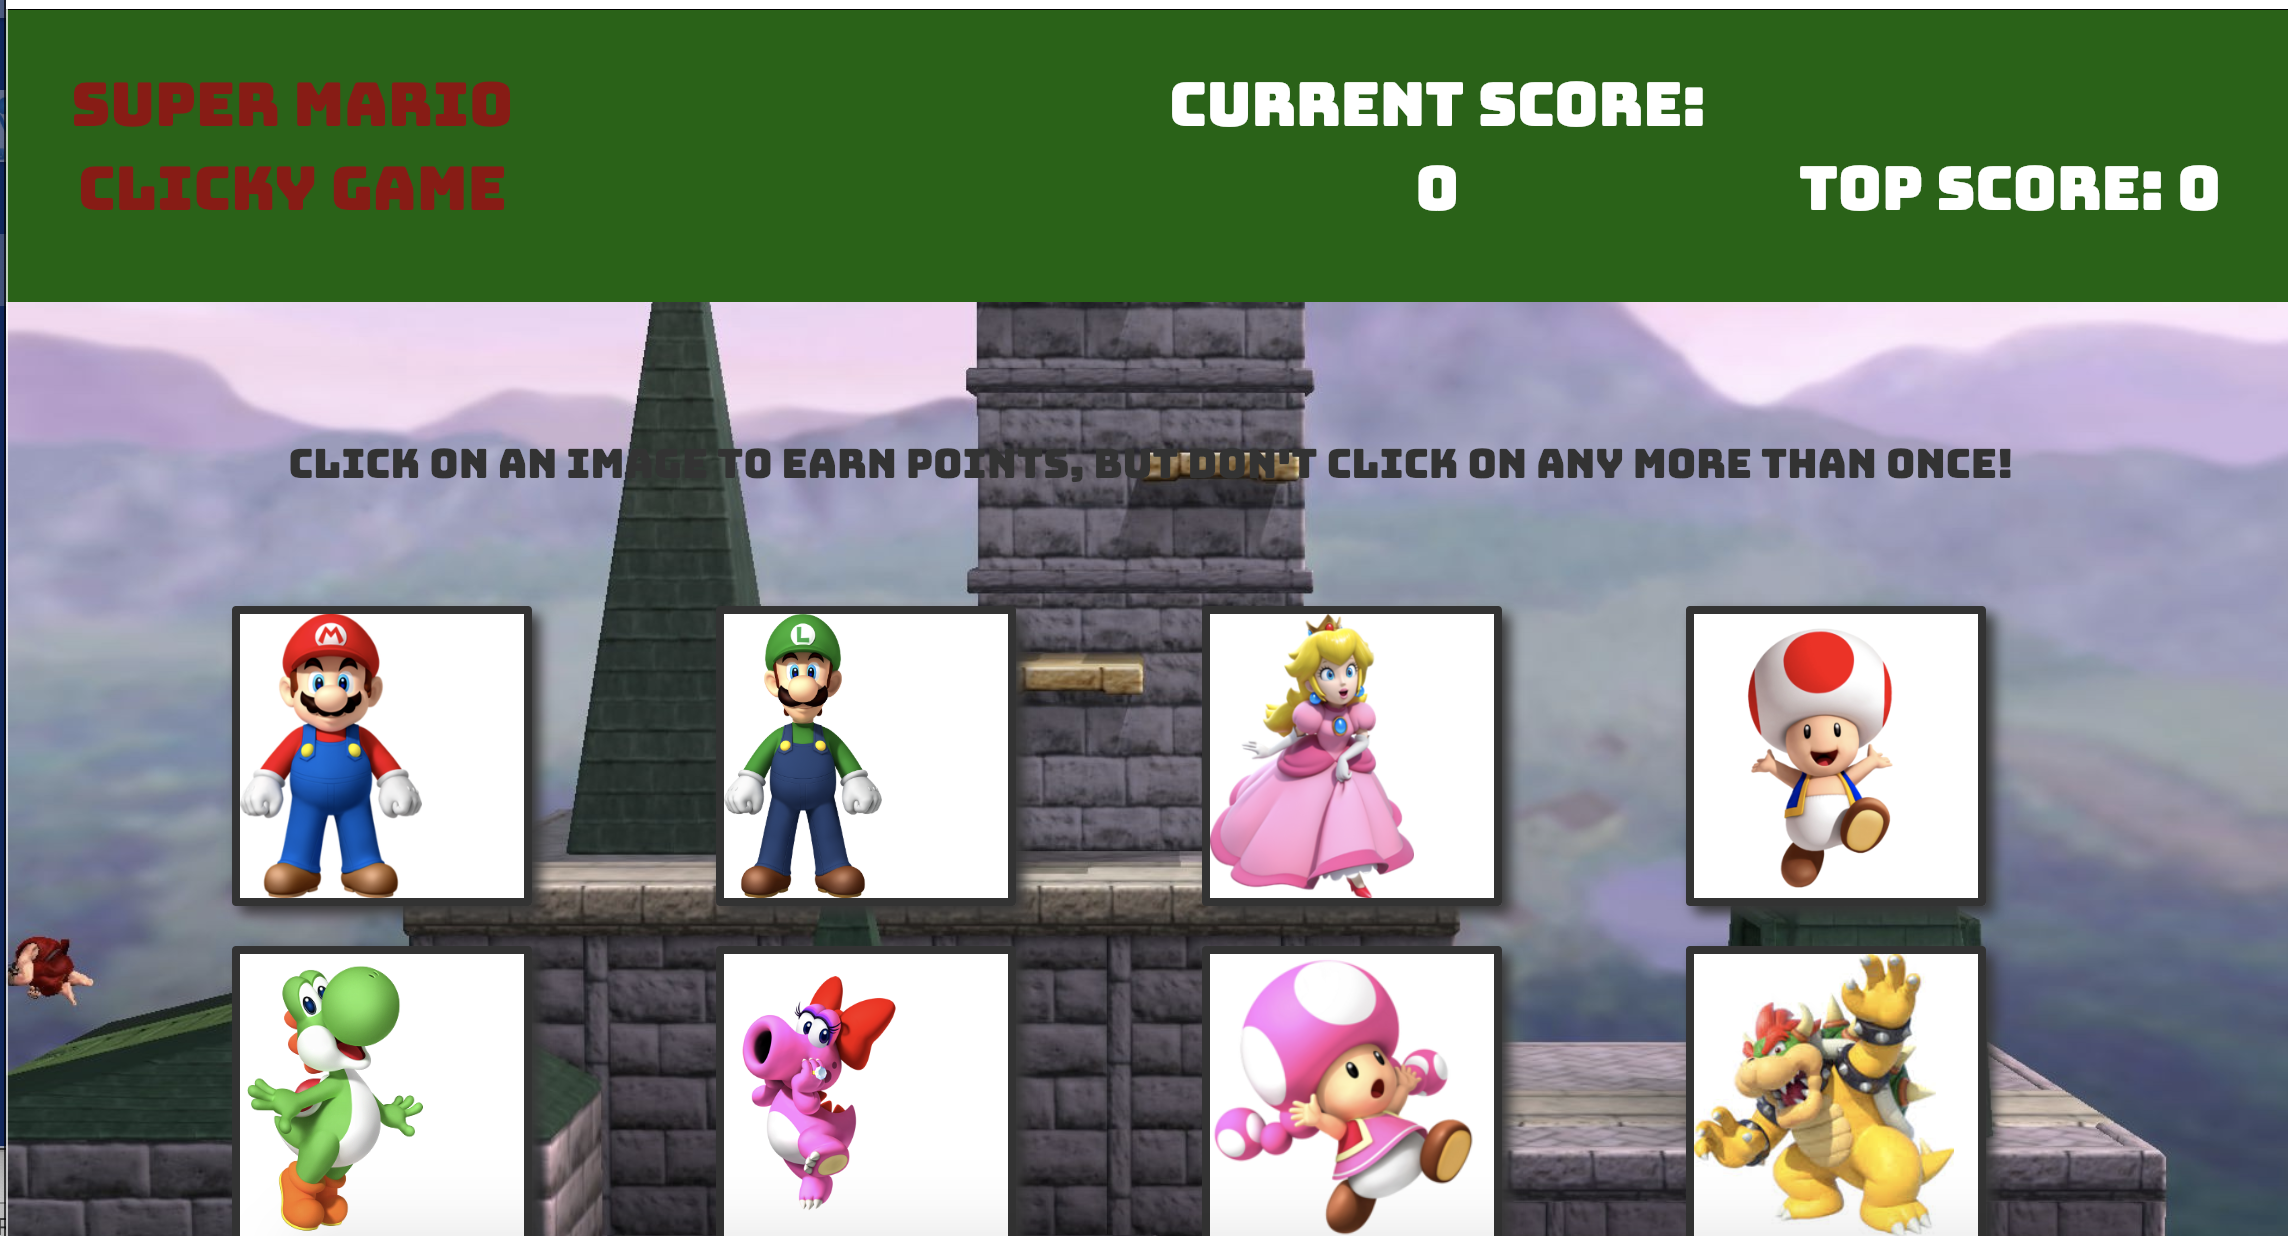 SUPER MARIO
CLICKY GAME
CURRENT SCORE:
0
TOP SCORE: 0
CLICK ON AN IMAGE TO EARN POINTS, BUT DON'T CLICK ON ANY MORE THAN ONCE!
M
L